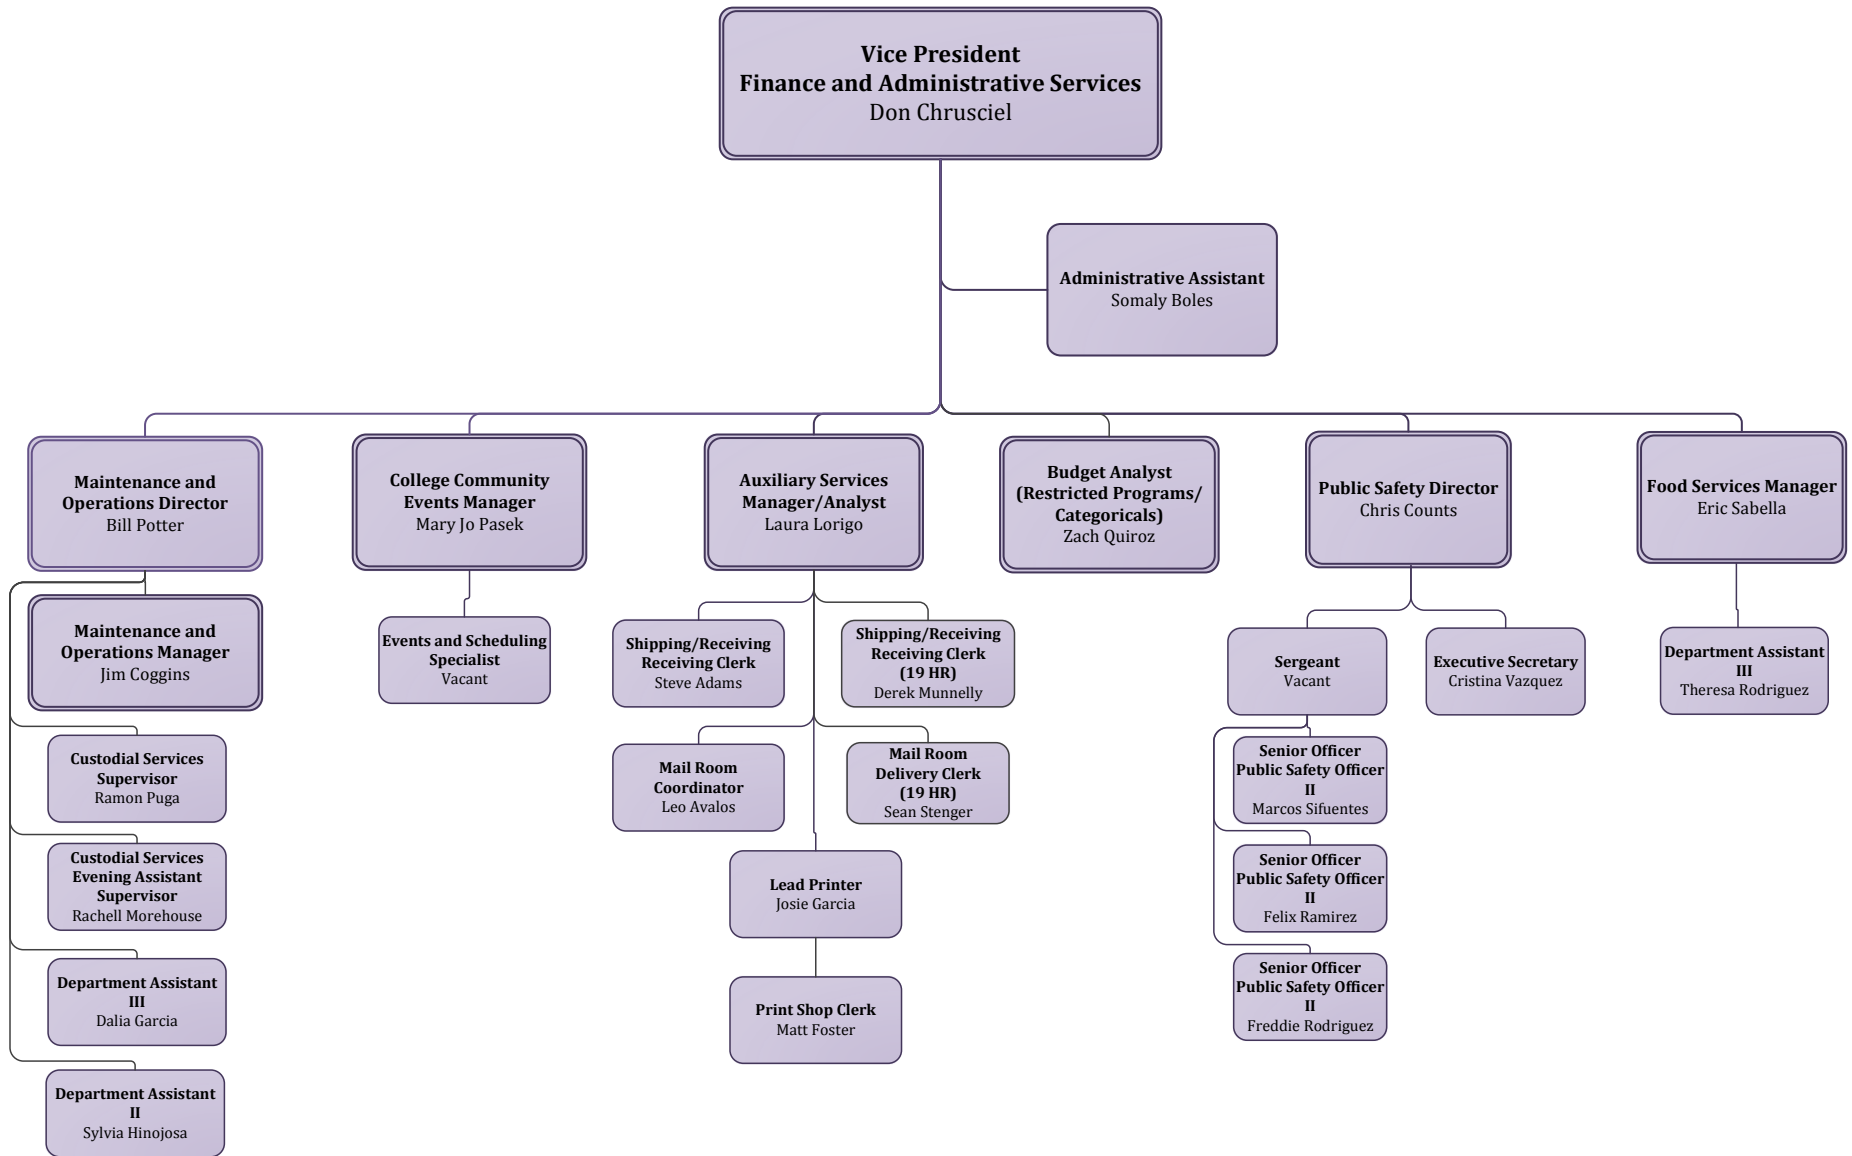 Vice President
Finance and Administrative Services
Don Chrusciel
Administrative Assistant
Somaly Boles
Maintenance and
Operations Director
Bill Potter
College Community
Events Manager
Mary Jo Pasek
Auxiliary Services
Manager/Analyst
Laura Lorigo
Budget Analyst
(Restricted Programs/
Categoricals)
Zach Quiroz
Public Safety Director
Chris Counts
Food Services Manager
Eric Sabella
Maintenance and
Operations Manager
Jim Coggins
Events and Scheduling
Specialist
Vacant
Shipping/Receiving
Receiving Clerk
Steve Adams
Shipping/Receiving
Receiving Clerk
(19 HR)
Derek Munnelly
Sergeant
Vacant
Executive Secretary
Cristina Vazquez
Department Assistant
III
Theresa Rodriguez
Custodial Services
Supervisor
Ramon Puga
Mail Room
Coordinator
Leo Avalos
Mail Room
Delivery Clerk
(19 HR)
Sean Stenger
Senior Officer
Public Safety Officer
II
Marcos Sifuentes
Custodial Services
Evening Assistant
Supervisor
Rachell Morehouse
Lead Printer
Josie Garcia
Senior Officer
Public Safety Officer
II
Felix Ramirez
Department Assistant
III
Dalia Garcia
Print Shop Clerk
Matt Foster
Senior Officer
Public Safety Officer
II
Freddie Rodriguez
Department Assistant
II
Sylvia Hinojosa